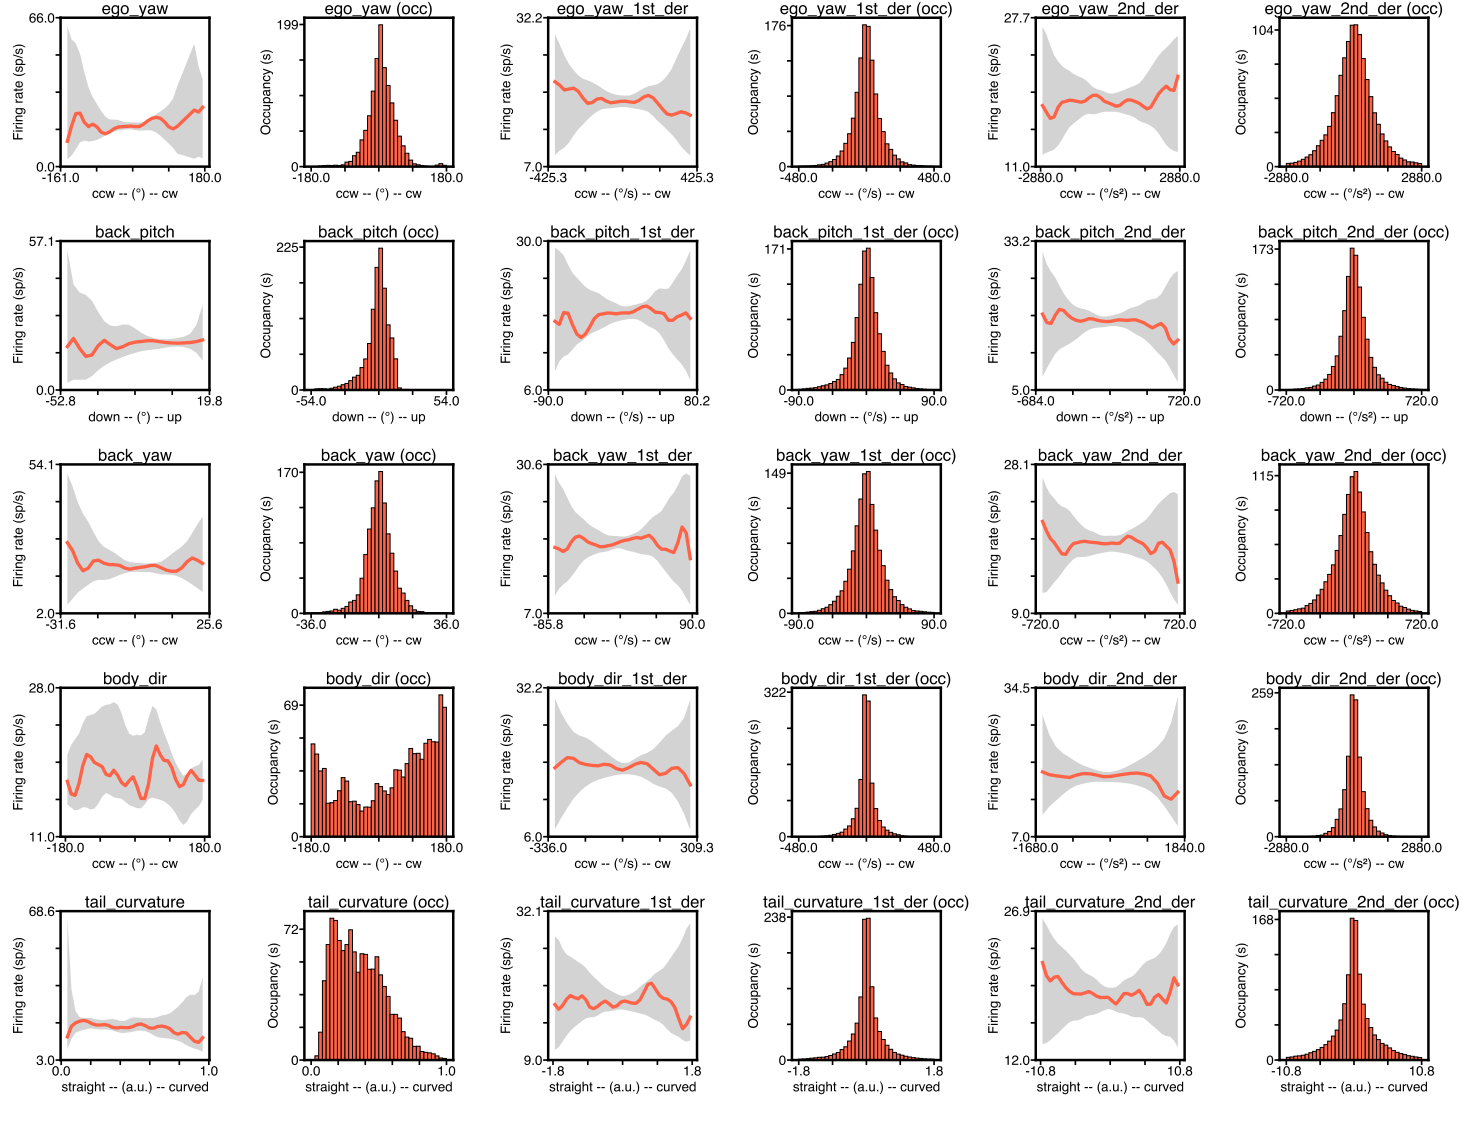 ego_yaw
66.0
Firing rate (sp/s)
0.0
-161.0 180.0
ccw -- (°) -- cw
ego_yaw (occ)
199
Occupancy (s)
0
-180.0 180.0
ccw -- (°) -- cw
ego_yaw_1st_der
32.2
Firing rate (sp/s)
7.0
-425.3 425.3
ccw -- (°/s) -- cw
ego_yaw_1st_der (occ)
176
Occupancy (s)
0
-480.0 480.0
ccw -- (°/s) -- cw
ego_yaw_2nd_der
27.7
Firing rate (sp/s)
11.0
-2880.0 2880.0
ccw -- (°/s²) -- cw
ego_yaw_2nd_der (occ)
104
Occupancy (s)
0
-2880.0 2880.0
ccw -- (°/s²) -- cw
back_pitch
57.1
Firing rate (sp/s)
0.0
-52.8 19.8
down -- (°) -- up
back_pitch (occ)
225
Occupancy (s)
0
-54.0 54.0
down -- (°) -- up
back_pitch_1st_der
30.0
Firing rate (sp/s)
6.0
-90.0 80.2
down -- (°/s) -- up
back_pitch_1st_der (occ)
171
Occupancy (s)
0
-90.0 90.0
down -- (°/s) -- up
back_pitch_2nd_der
33.2
Firing rate (sp/s)
5.0
-684.0 720.0
down -- (°/s²) -- up
back_pitch_2nd_der (occ)
173
Occupancy (s)
0
-720.0 720.0
down -- (°/s²) -- up
back_yaw
54.1
Firing rate (sp/s)
2.0
-31.6 25.6
ccw -- (°) -- cw
back_yaw (occ)
170
Occupancy (s)
0
-36.0 36.0
ccw -- (°) -- cw
back_yaw_1st_der
30.6
Firing rate (sp/s)
7.0
-85.8 90.0
ccw -- (°/s) -- cw
back_yaw_1st_der (occ)
149
Occupancy (s)
0
-90.0 90.0
ccw -- (°/s) -- cw
back_yaw_2nd_der
28.1
Firing rate (sp/s)
9.0
-720.0 720.0
ccw -- (°/s²) -- cw
back_yaw_2nd_der (occ)
115
Occupancy (s)
0
-720.0 720.0
ccw -- (°/s²) -- cw
body_dir
28.0
Firing rate (sp/s)
11.0
-180.0 180.0
ccw -- (°) -- cw
body_dir (occ)
69
Occupancy (s)
0
-180.0 180.0
ccw -- (°) -- cw
body_dir_1st_der
32.2
Firing rate (sp/s)
6.0
-336.0 309.3
ccw -- (°/s) -- cw
body_dir_1st_der (occ)
322
Occupancy (s)
0
-480.0 480.0
ccw -- (°/s) -- cw
body_dir_2nd_der
34.5
Firing rate (sp/s)
7.0
-1680.0 1840.0
ccw -- (°/s²) -- cw
body_dir_2nd_der (occ)
259
Occupancy (s)
0
-2880.0 2880.0
ccw -- (°/s²) -- cw
tail_curvature
68.6
Firing rate (sp/s)
3.0
0.0 1.0
straight -- (a.u.) -- curved
tail_curvature (occ)
72
Occupancy (s)
0
0.0 1.0
straight -- (a.u.) -- curved
tail_curvature_1st_der
32.1
Firing rate (sp/s)
9.0
-1.8 1.8
straight -- (a.u.) -- curved
tail_curvature_1st_der (occ)
238
Occupancy (s)
0
-1.8 1.8
straight -- (a.u.) -- curved
tail_curvature_2nd_der
26.9
Firing rate (sp/s)
12.0
-10.8 10.8
straight -- (a.u.) -- curved
tail_curvature_2nd_der (occ)
168
Occupancy (s)
0
-10.8 10.8
straight -- (a.u.) -- curved